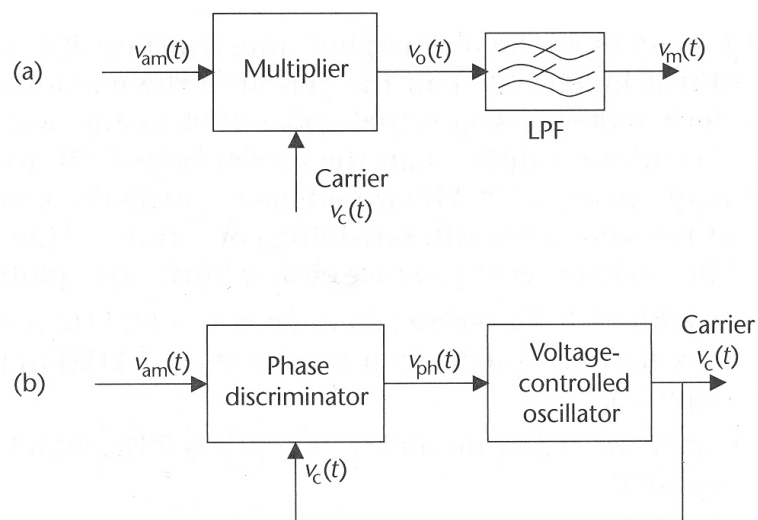 (a)
v_am(t)
Multiplier
v_o(t)
v_m(t)
LPF
Carrier
v_c(t)
(b)
v_am(t)
Phase
discriminator
v_ph(t)
Voltage-
controlled
oscillator
Carrier
v_c(t)
v_c(t)